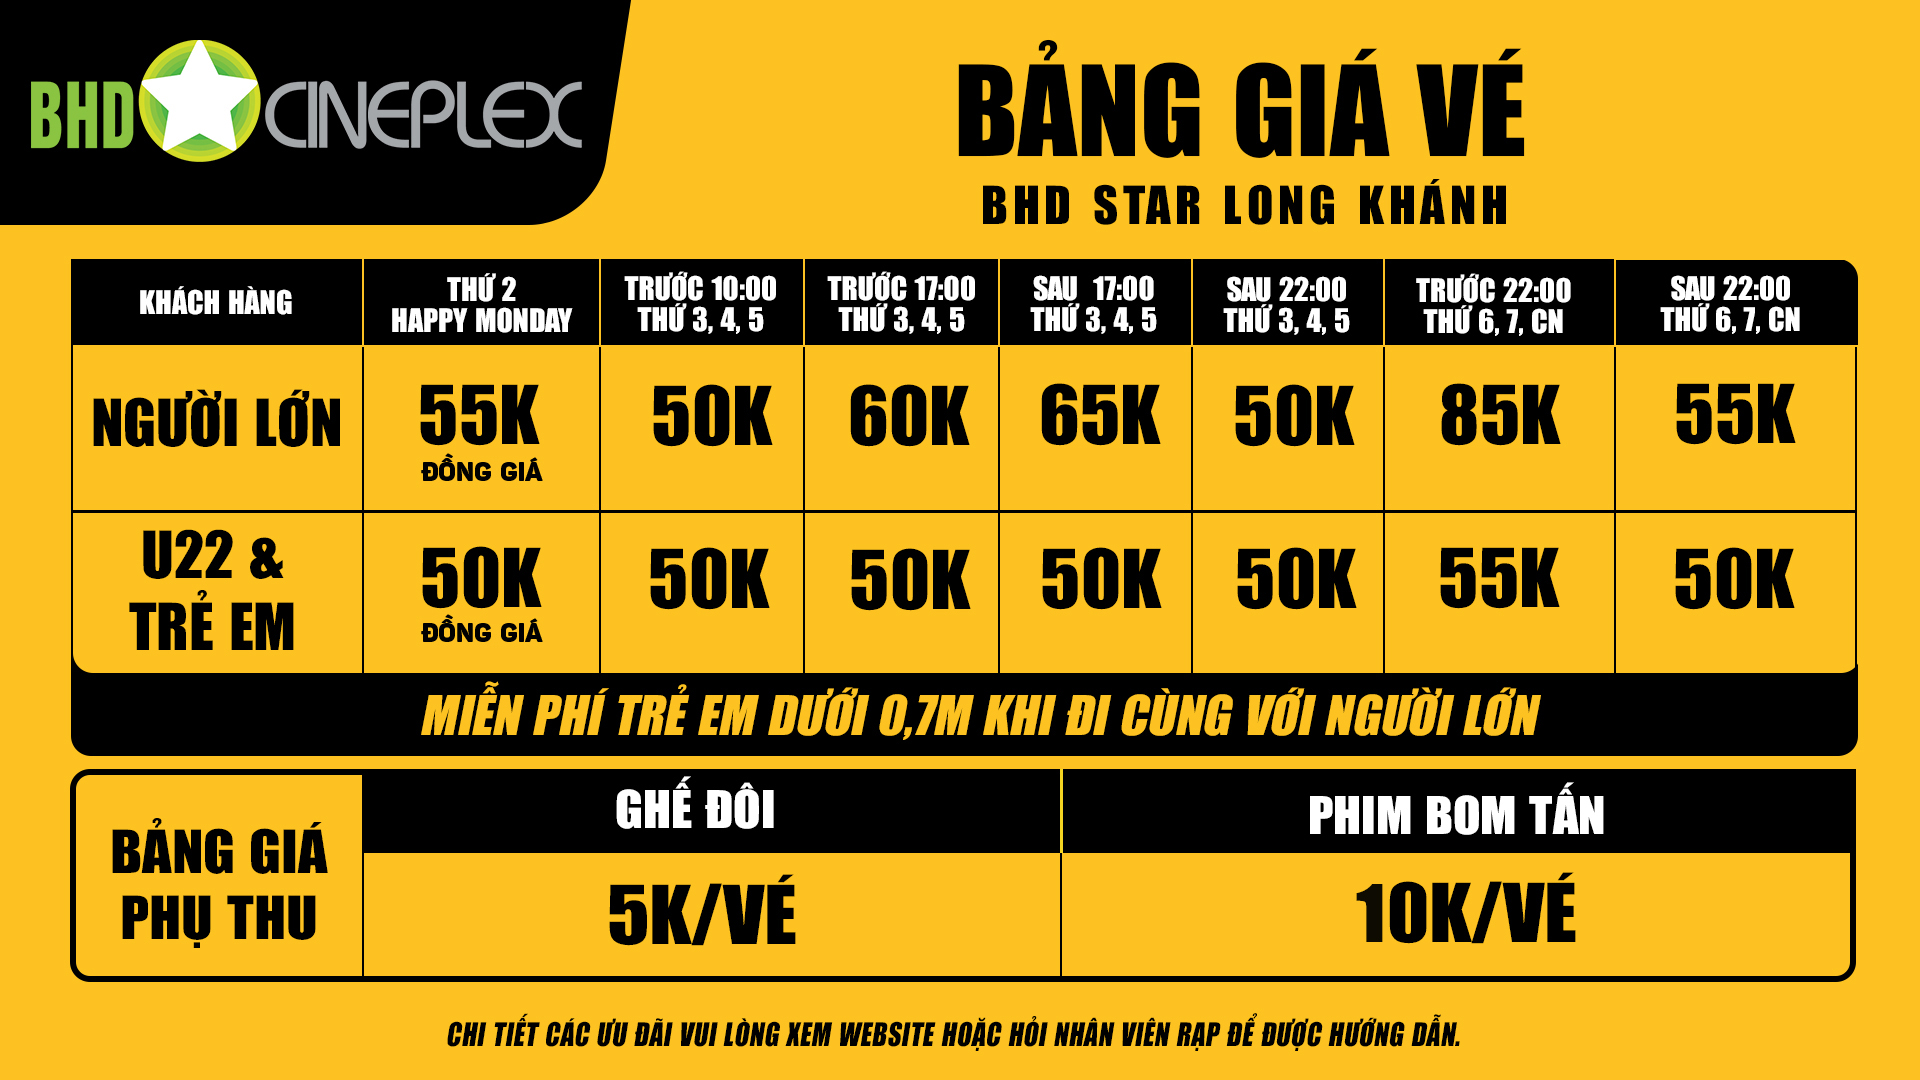 BHD CINEPLEX
BẢNG GIÁ VÉ
BHD STAR LONG KHÁNH
KHÁCH HÀNG
THỨ 2
HAPPY MONDAY
TRƯỚC 10:00
THỨ 3, 4, 5
TRƯỚC 17:00
THỨ 3, 4, 5
SAU 17:00
THỨ 3, 4, 5
SAU 22:00
THỨ 3, 4, 5
TRƯỚC 22:00
THỨ 6, 7, CN
SAU 22:00
THỨ 6, 7, CN
NGƯỜI LỚN
55K
ĐỒNG GIÁ
50K
60K
65K
50K
85K
55K
U22 &
TRẺ EM
50K
ĐỒNG GIÁ
50K
50K
50K
50K
55K
50K
MIỄN PHÍ TRẺ EM DƯỚI 0,7M KHI ĐI CÙNG VỚI NGƯỜI LỚN
BẢNG GIÁ
PHỤ THU
GHẾ ĐÔI
PHIM BOM TẤN
5K/VÉ
10K/VÉ
CHI TIẾT CÁC ƯU ĐÃI VUI LÒNG XEM WEBSITE HOẶC HỎI NHÂN VIÊN RẠP ĐỂ ĐƯỢC HƯỚNG DẪN.